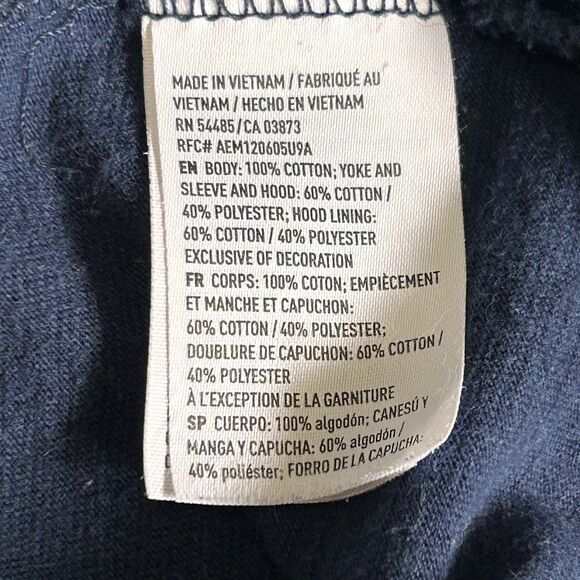 MADE IN VIETNAM / FABRIQUÉ AU
VIETNAM / HECHO EN VIETNAM
RN 54485/CA 03873
RFC# AEM120605U9A
EN BODY: 100% COTTON; YOKE AND
SLEEVE AND HOOD: 60% COTTON /
40% POLYESTER; HOOD LINING:
60% COTTON / 40% POLYESTER
EXCLUSIVE OF DECORATION
FR CORPS: 100% COTON; EMPIÈCEMENT
ET MANCHE ET CAPUCHON:
60% COTTON / 40% POLYESTER;
DOUBLURE DE CAPUCHON: 60% COTTON /
40% POLYESTER
À L'EXCEPTION DE LA GARNITURE
SP CUERPO: 100% algodón; CANESÚ Y
MANGA Y CAPUCHA: 60% algodón /
40% poliéster; FORRO DE LA CAPUCHA: